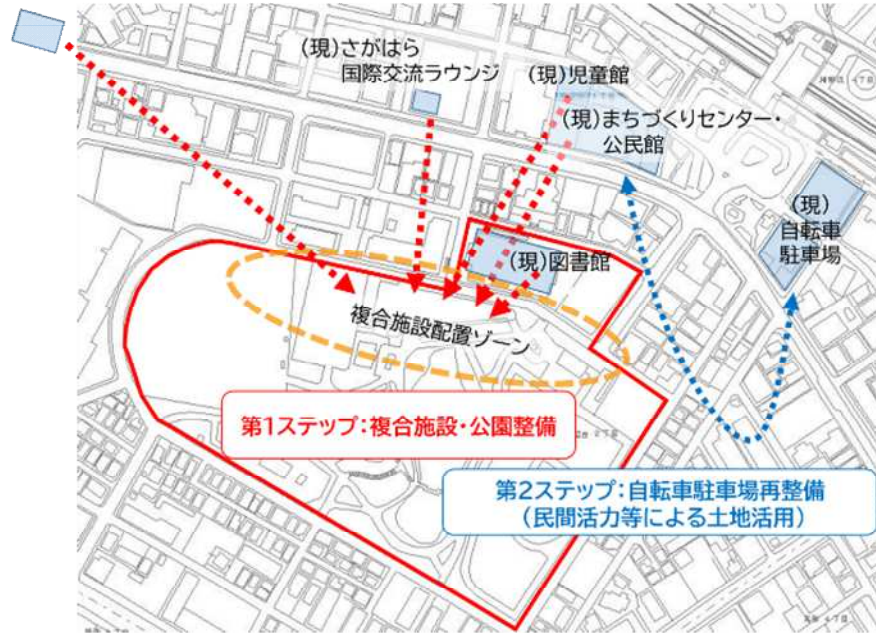 (現)さがはら
国際交流ラウンジ
(現)児童館
(現)まちづくりセンター・
公民館
(現)
自転車
駐車場
(現)図書館
複合施設配置ゾーン
第1ステップ：複合施設・公園整備
第2ステップ：自転車駐車場再整備
（民間活力等による土地活用）